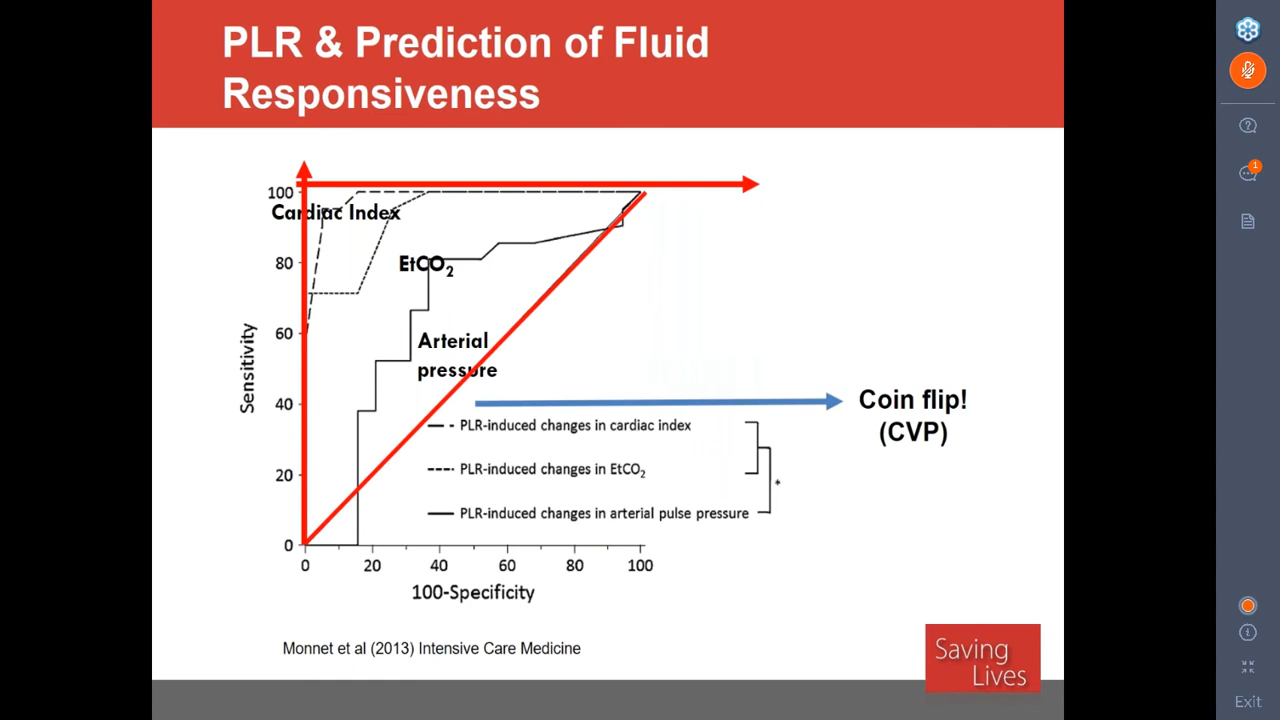 PLR & Prediction of Fluid
Responsiveness
100
80
60
40
20
0
Sensitivity
Cardiac Index
EtCO2
Arterial
pressure
Coin flip!
(CVP)
PLR-induced changes in cardiac index
PLR-induced changes in EtCO2
PLR-induced changes in arterial pulse pressure
*
0 20 40 60 80 100
100-Specificity
Monnet et al (2013) Intensive Care Medicine
Saving
Lives
1
Exit